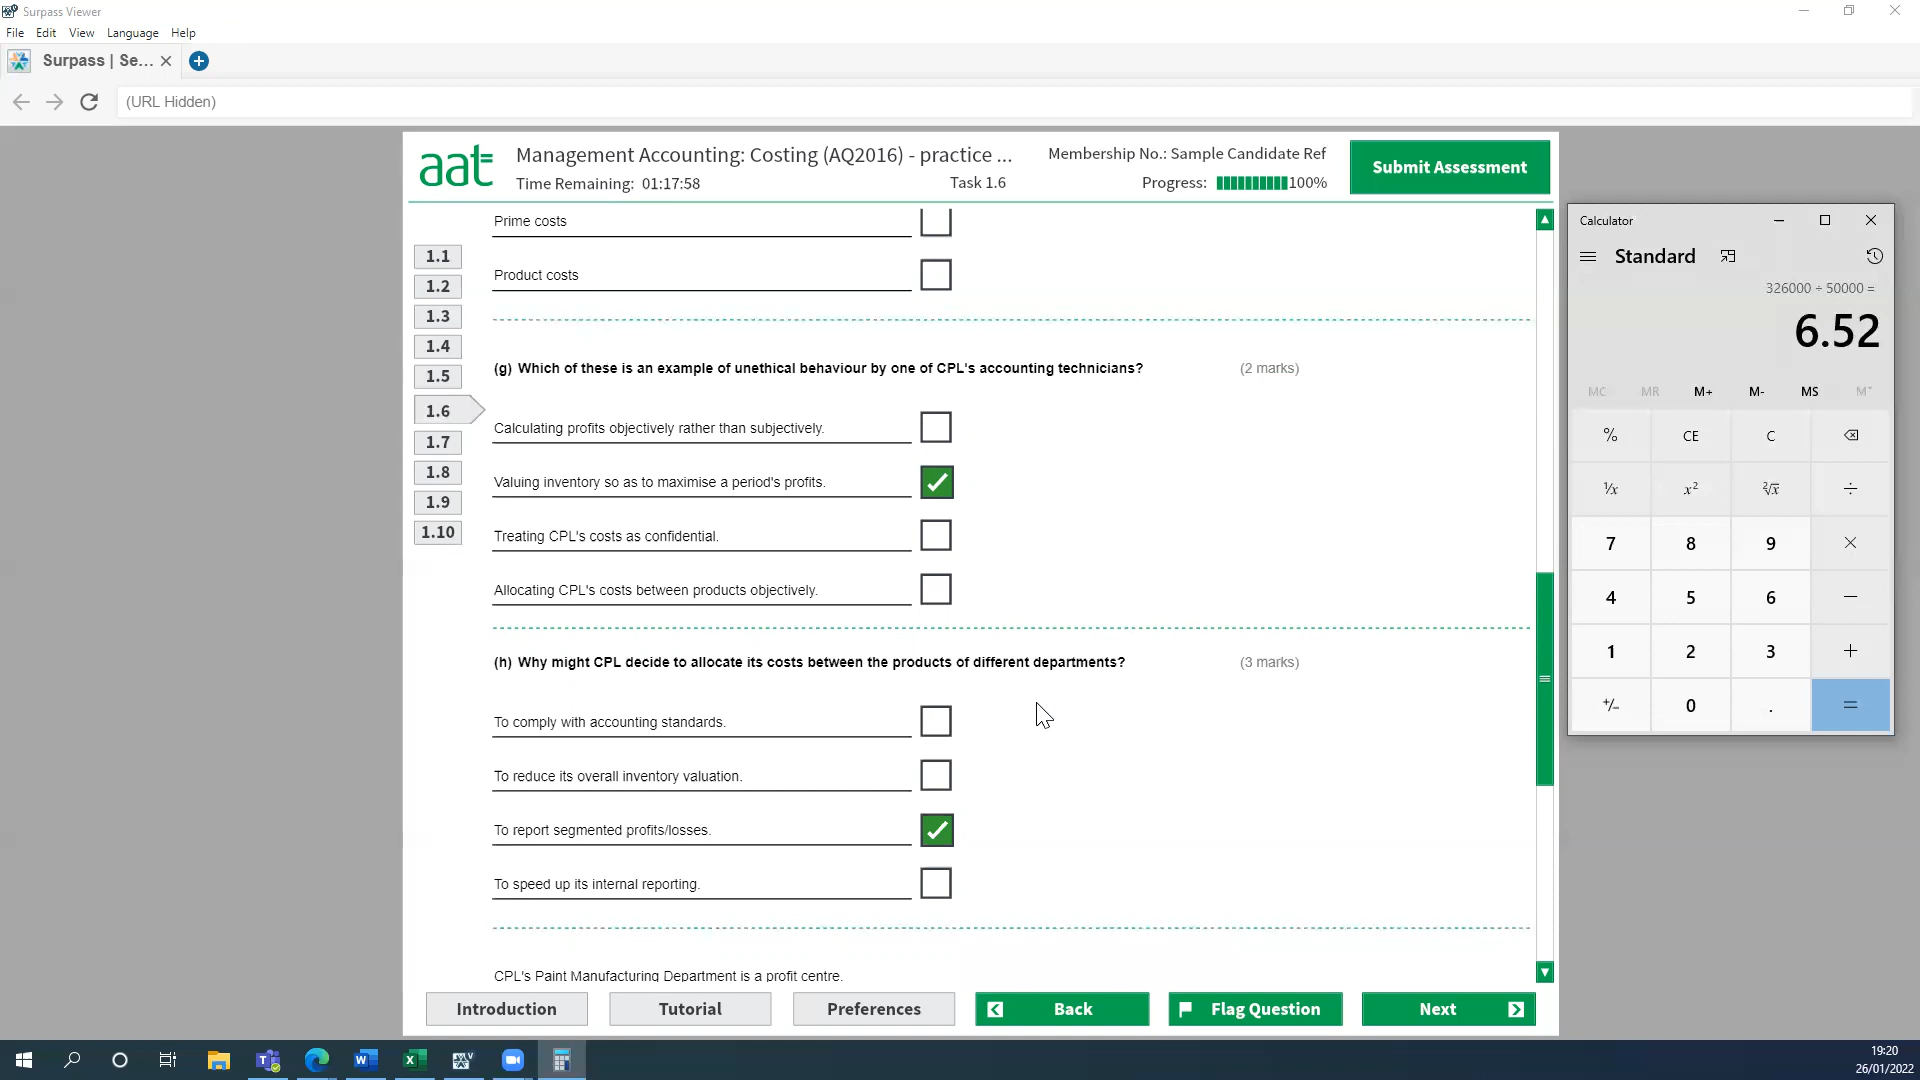 Surpass Viewer
File Edit View Language Help
Surpass | Se...
(URL Hidden)
aat
Management Accounting: Costing (AQ2016) - practice ...
Membership No.: Sample Candidate Ref
Submit Assessment
Time Remaining: 01:17:58
Task 1.6
Progress: 100%
1.1
1.2
1.3
1.4
1.5
1.6
1.7
1.8
1.9
1.10
Prime costs
Product costs
(g) Which of these is an example of unethical behaviour by one of CPL's accounting technicians? (2 marks)
Calculating profits objectively rather than subjectively.
Valuing inventory so as to maximise a period's profits.
Treating CPL's costs as confidential.
Allocating CPL's costs between products objectively.
(h) Why might CPL decide to allocate its costs between the products of different departments? (3 marks)
To comply with accounting standards.
To reduce its overall inventory valuation.
To report segmented profits/losses.
To speed up its internal reporting.
CPL's Paint Manufacturing Department is a profit centre.
Introduction Tutorial Preferences Back Flag Question Next
Calculator
Standard
326000 ÷ 50000 =
6.52
MC MR M+ M- MS M˅
% CE C
⅟x x² ²√x ÷
7 8 9 ×
4 5 6 −
1 2 3 +
+/− 0 . =
19:20
26/01/2022